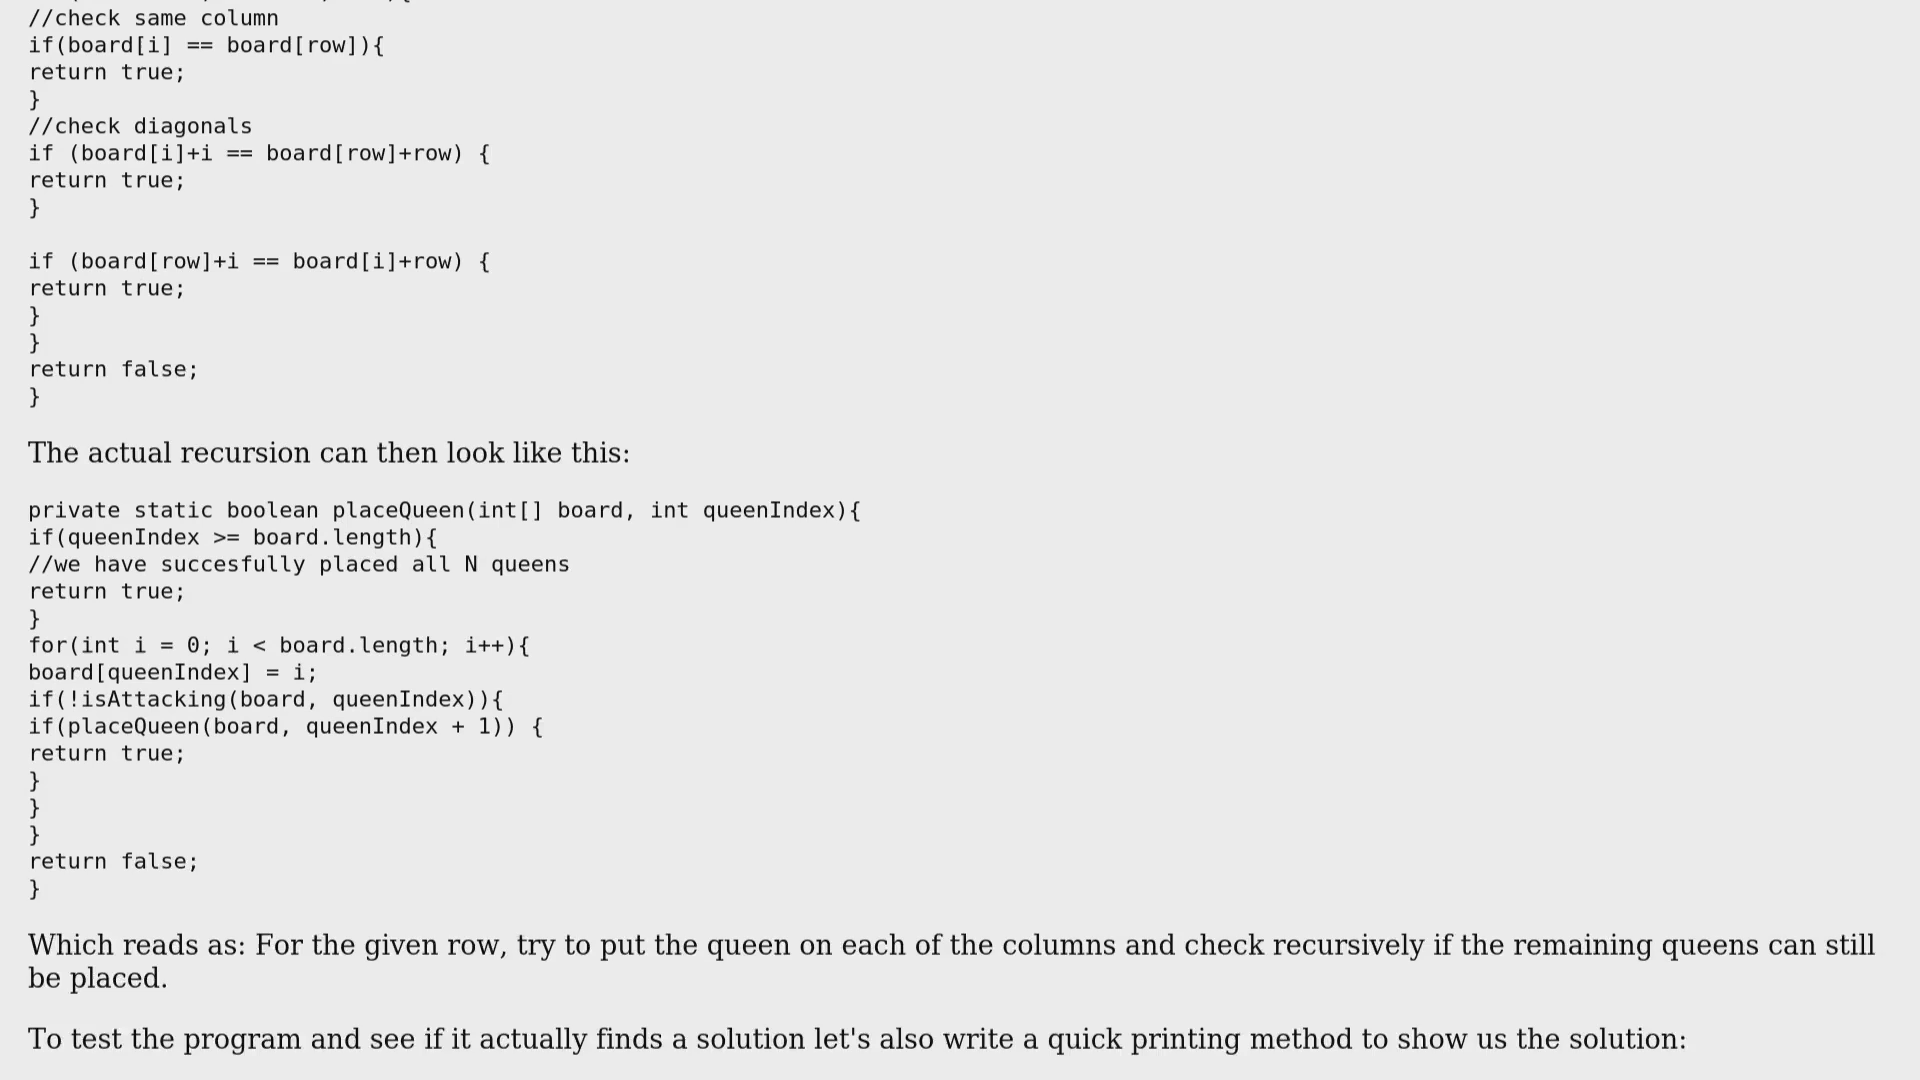 //check same column
if(board[i] == board[row]){
return true;
}
//check diagonals
if (board[i]+i == board[row]+row) {
return true;
}
if (board[row]+i == board[i]+row) {
return true;
}
}
return false;
}
The actual recursion can then look like this:
private static boolean placeQueen(int[] board, int queenIndex){
if(queenIndex >= board.length){
//we have succesfully placed all N queens
return true;
}
for(int i = 0; i < board.length; i++){
board[queenIndex] = i;
if(!isAttacking(board, queenIndex)){
if(placeQueen(board, queenIndex + 1)) {
return true;
}
}
}
return false;
}
Which reads as: For the given row, try to put the queen on each of the columns and check recursively if the remaining queens can still
be placed.
To test the program and see if it actually finds a solution let's also write a quick printing method to show us the solution: